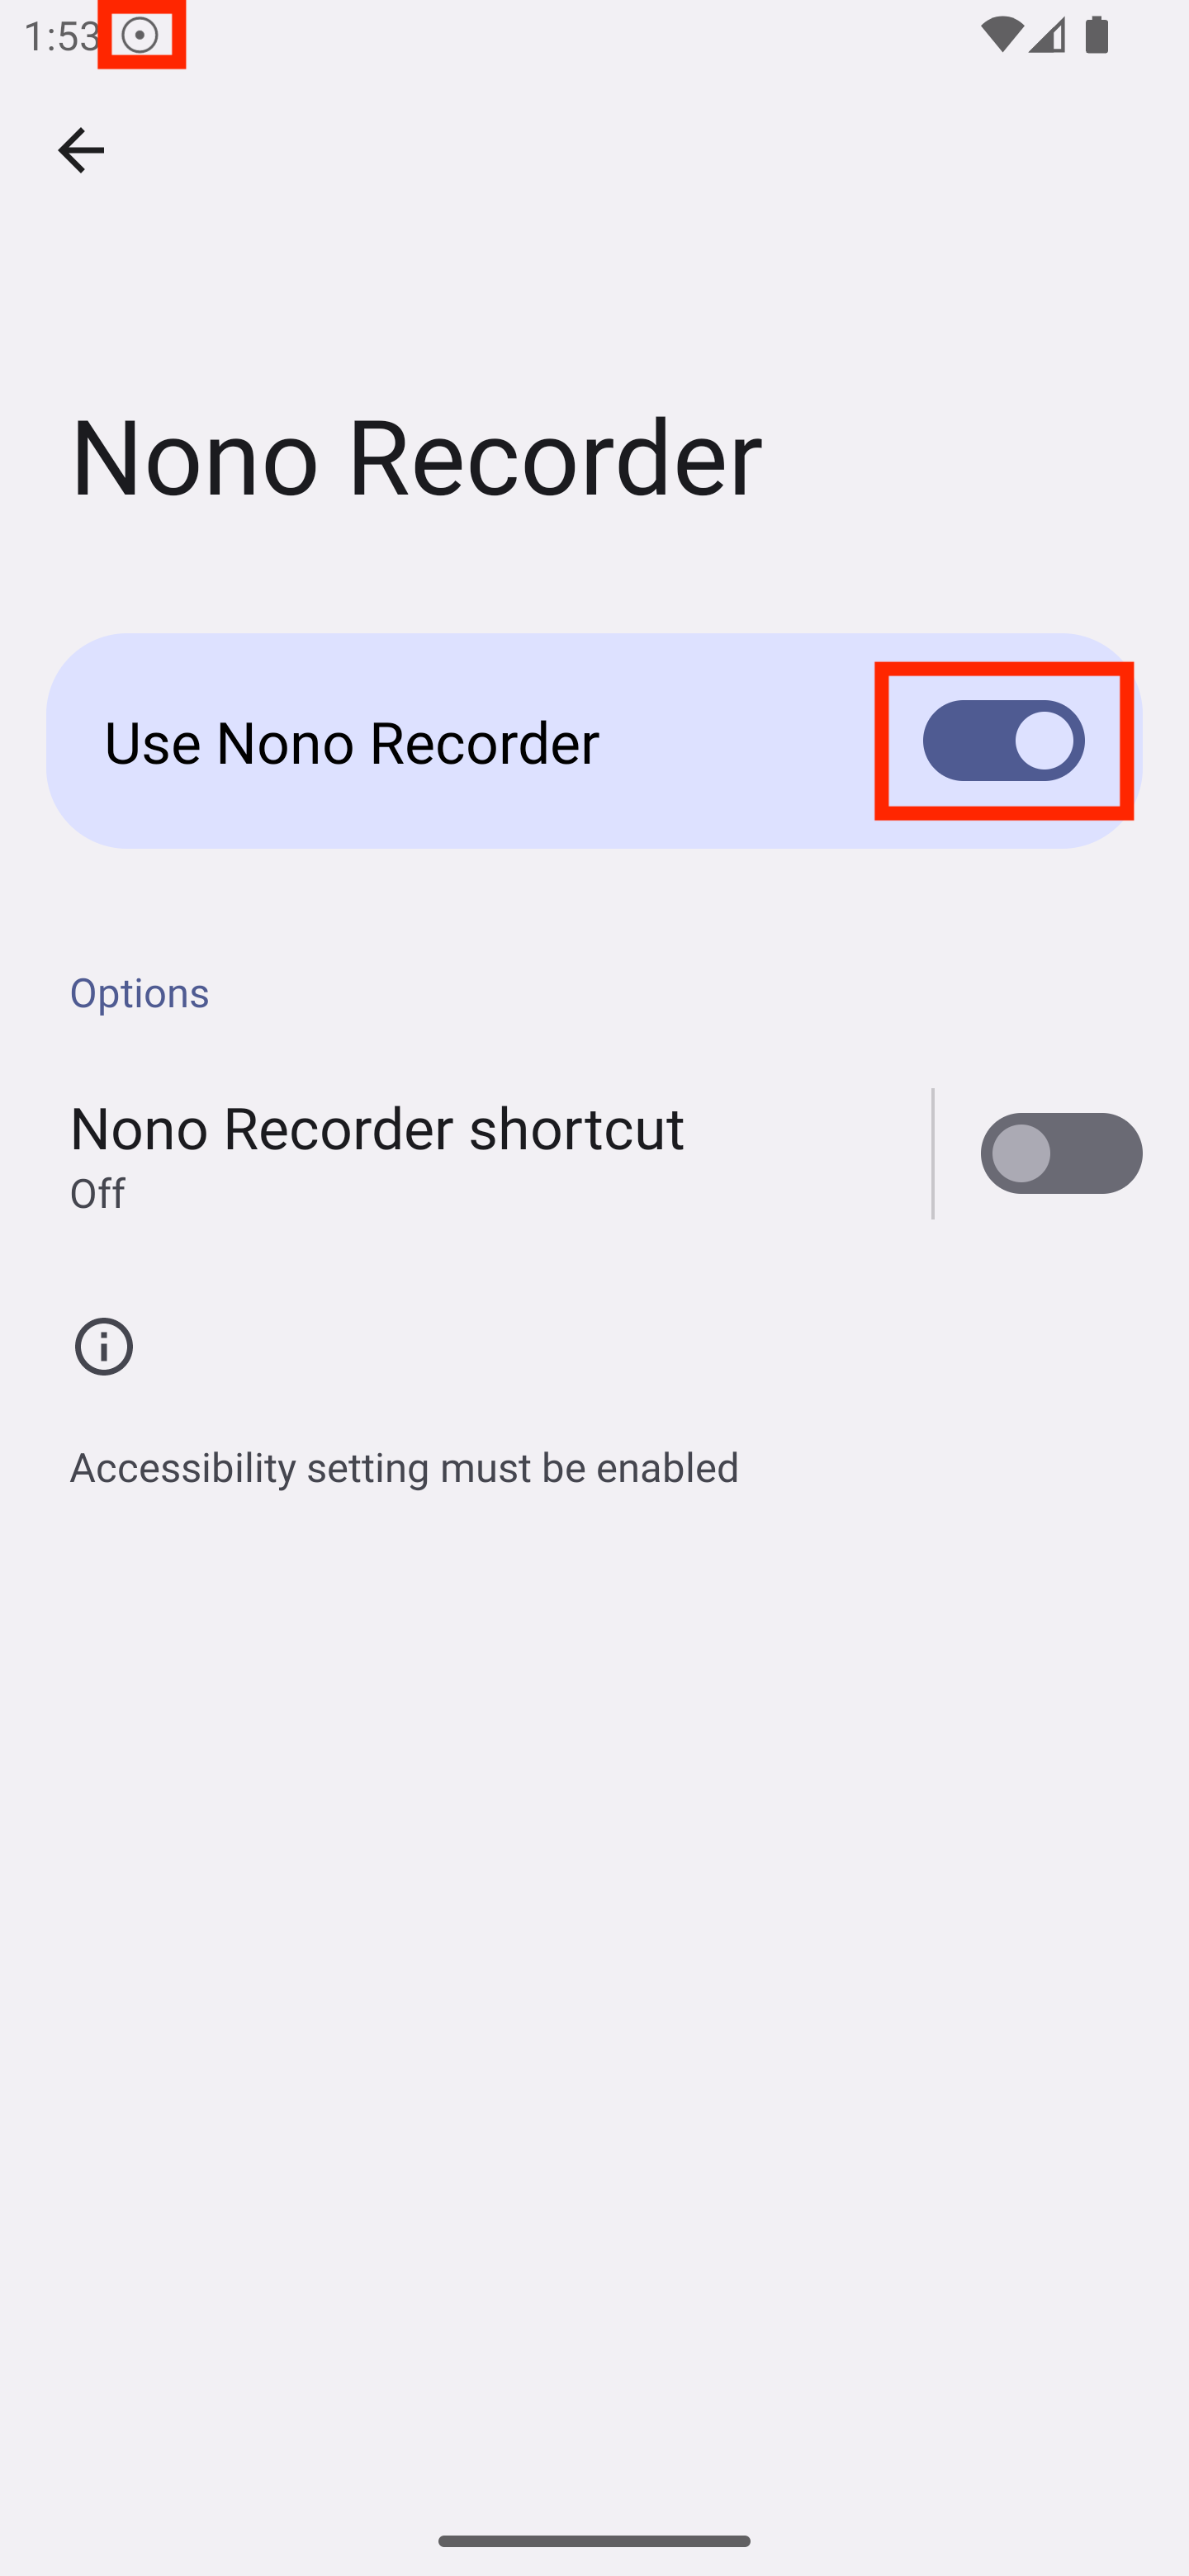 1:53
Nono Recorder
Use Nono Recorder
Options
Nono Recorder shortcut
Off
Accessibility setting must be enabled